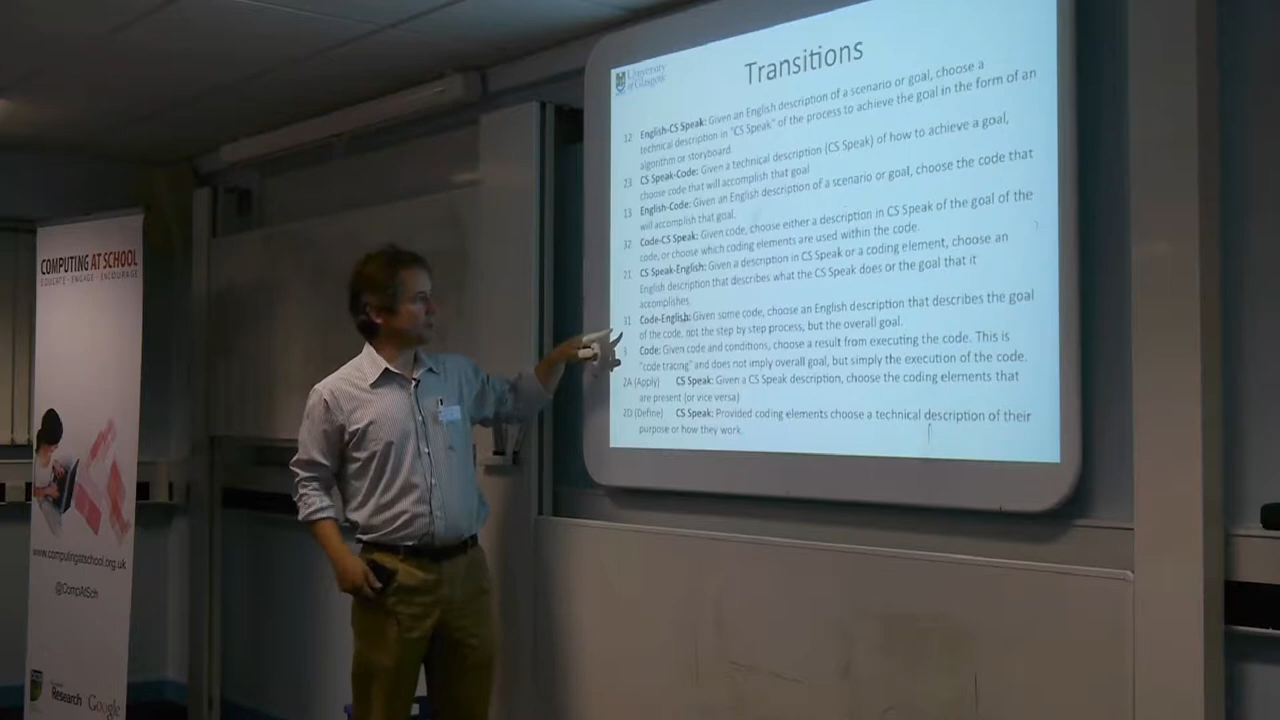 University
of Glasgow
Transitions
12 English-CS Speak: Given an English description of a scenario or goal, choose a
technical description in "CS Speak" of the process to achieve the goal in the form of an
algorithm or storyboard.
23 CS Speak-Code: Given a technical description (CS Speak) of how to achieve a goal,
choose code that will accomplish that goal
13 English-Code: Given an English description of a scenario or goal, choose the code that
will accomplish that goal.
32 Code-CS Speak: Given code, choose either a description in CS Speak of the goal of the
code, or choose which coding elements are used within the code.
21 CS Speak-English: Given a description in CS Speak or a coding element, choose an
English description that describes what the CS Speak does or the goal that it
accomplishes.
31 Code-English: Given some code, choose an English description that describes the goal
of the code, not the step by step process, but the overall goal.
3 Code: Given code and conditions, choose a result from executing the code. This is
"code tracing" and does not imply overall goal, but simply the execution of the code.
2A (Apply) CS Speak: Given a CS Speak description, choose the coding elements that
are present (or vice versa)
2D (Define) CS Speak: Provided coding elements choose a technical description of their
purpose or how they work.
COMPUTING AT SCHOOL
EDUCATE · ENGAGE · ENCOURAGE
www.computingatschool.org.uk
@CompAtSch
Research
Google